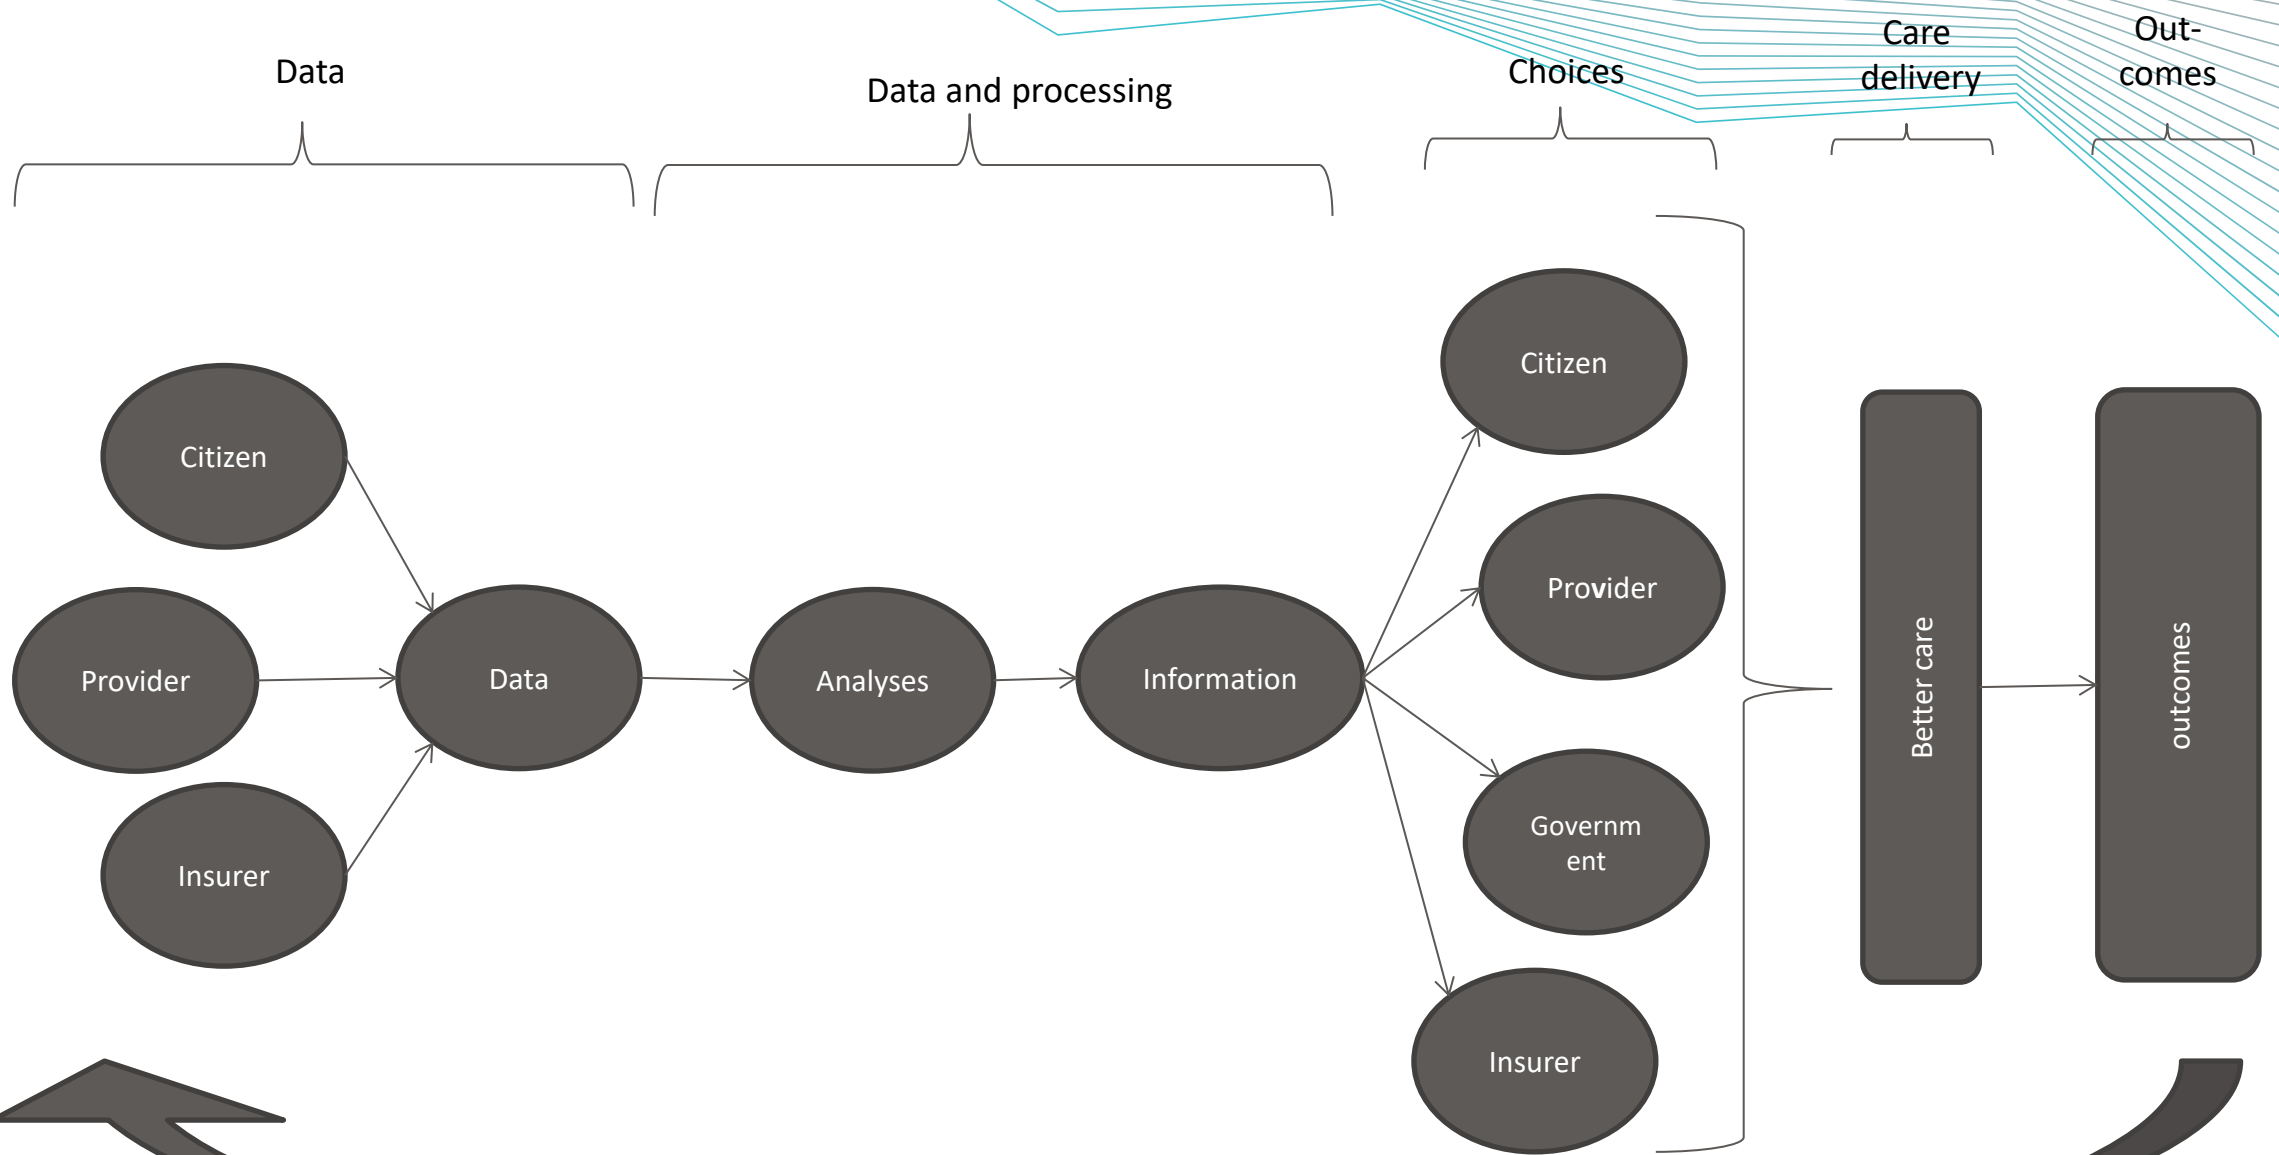 Data
Data and processing
Choices
Care
delivery
Out-
comes
Citizen
Provider
Insurer
Data
Analyses
Information
Citizen
Provider
Governm
ent
Insurer
Better care
outcomes